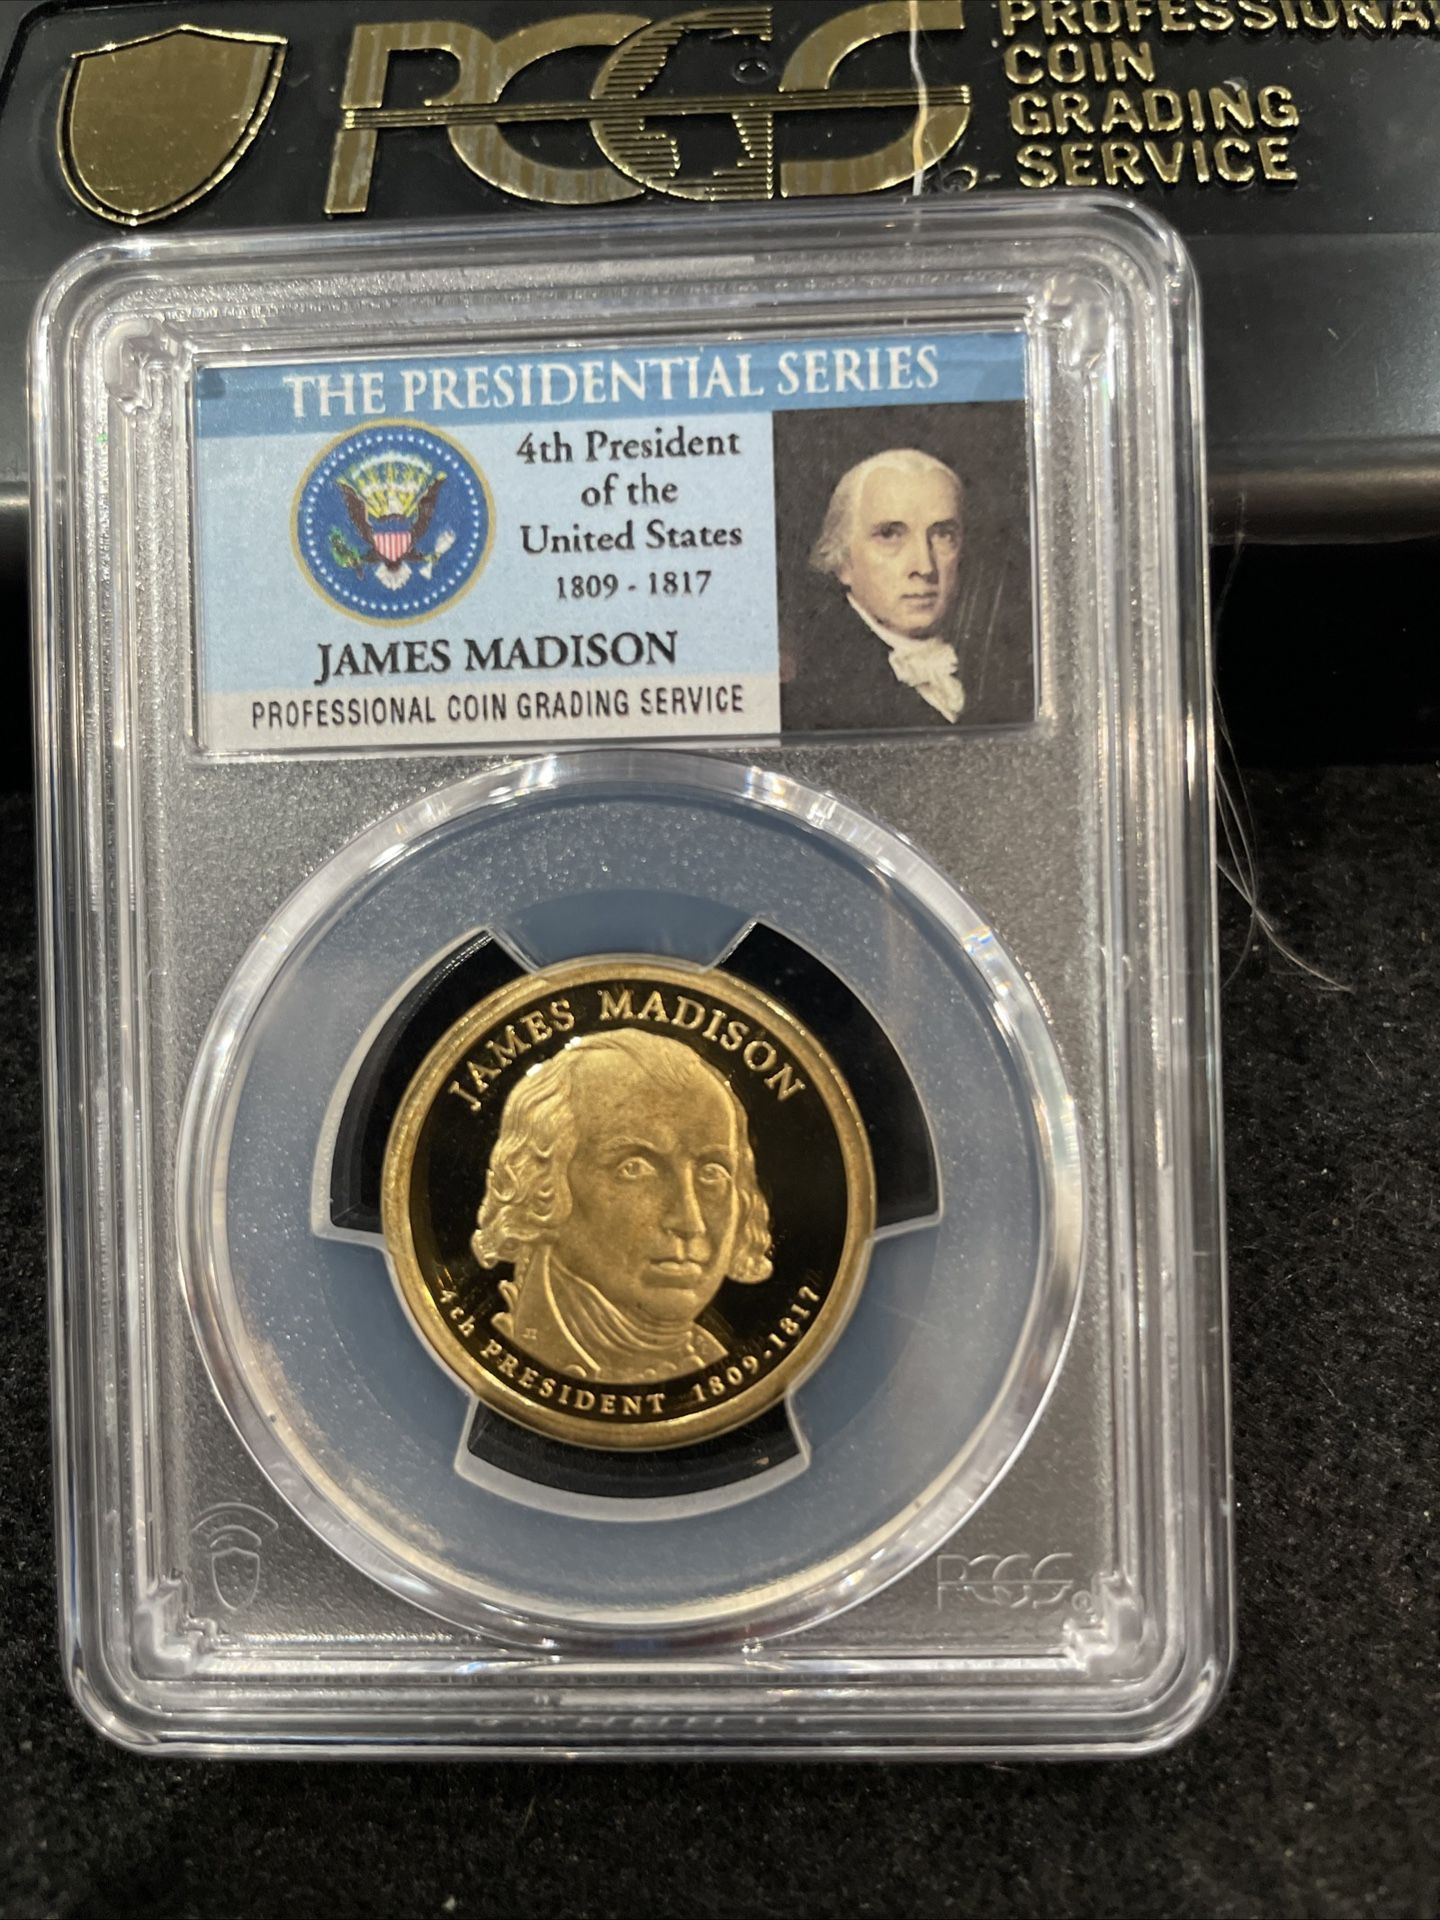 PCGS
PROFESSIONAL
COIN
GRADING
SERVICE
THE PRESIDENTIAL SERIES
4th President
of the
United States
1809 - 1817
JAMES MADISON
PROFESSIONAL COIN GRADING SERVICE
JAMES MADISON
4th PRESIDENT 1809-1817
PCGS